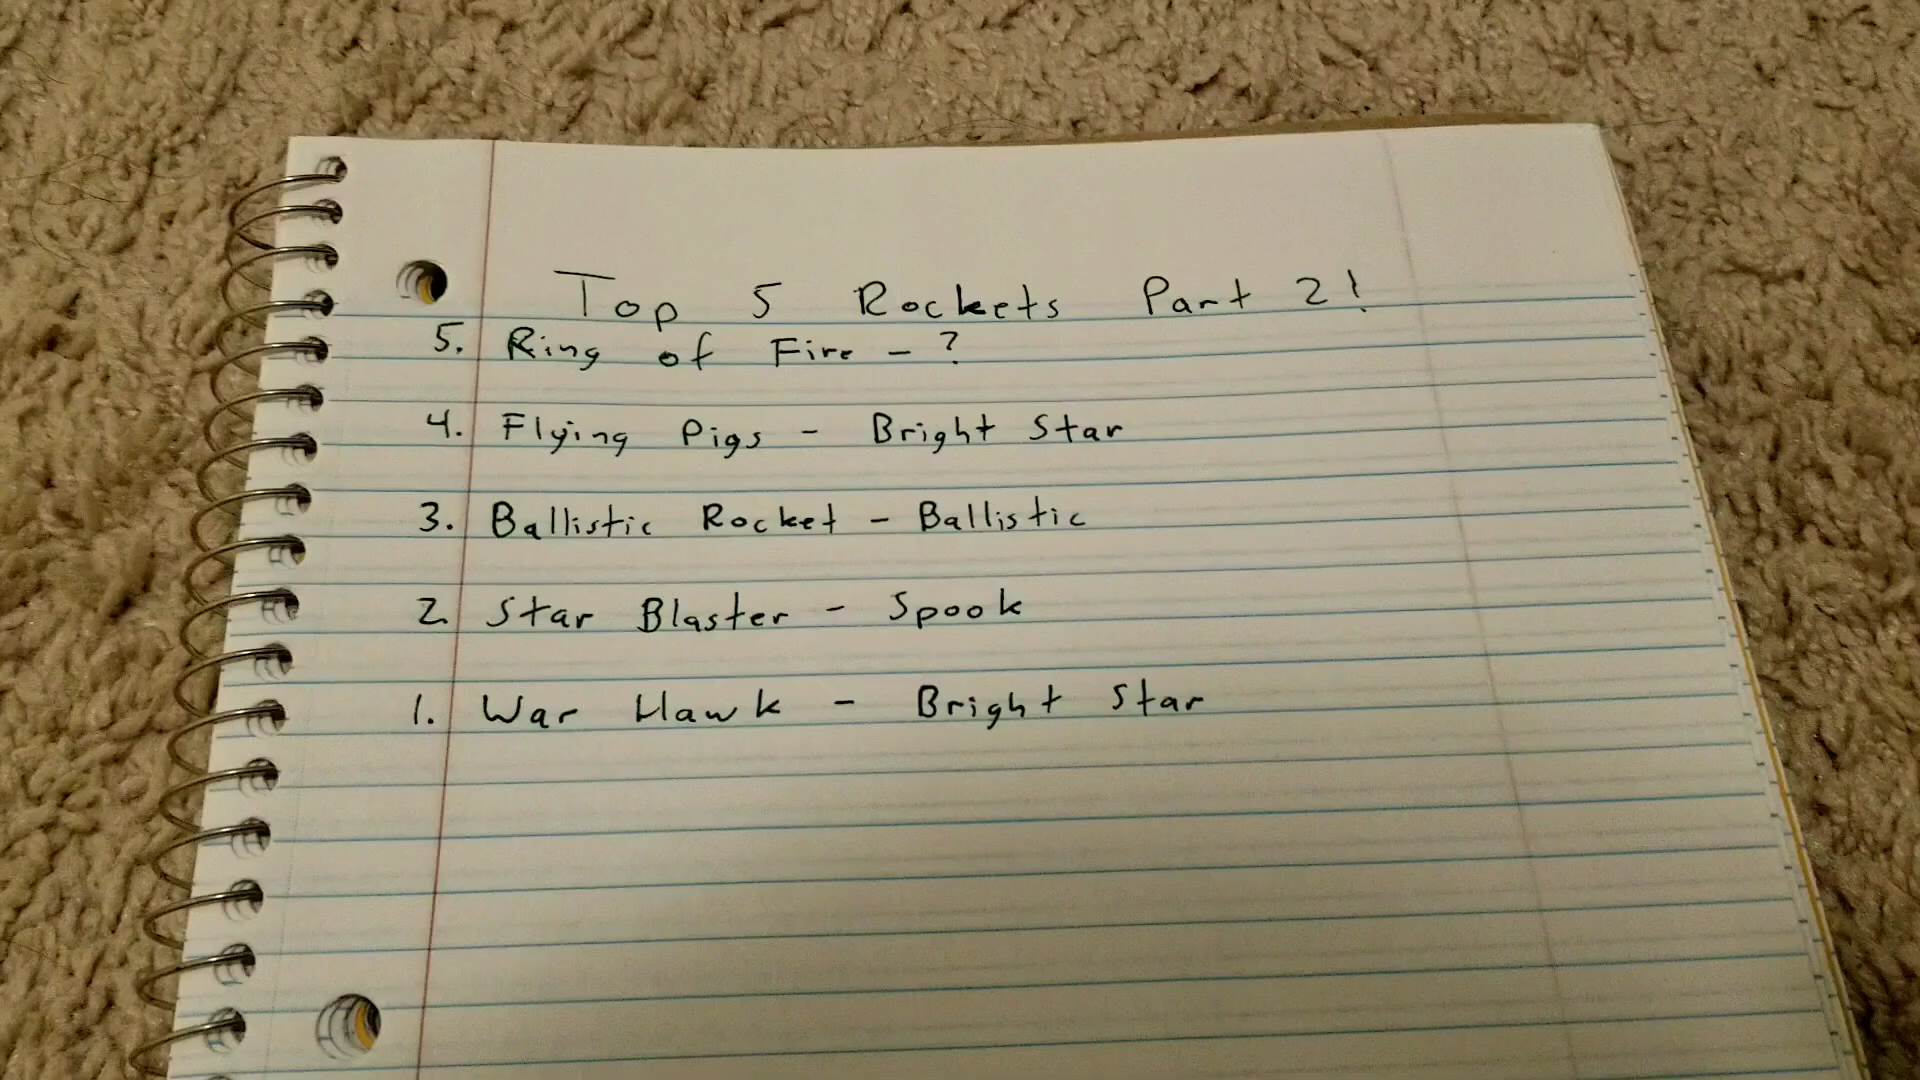 Top 5 Rockets Part 2!
5. Ring of Fire - ?
4. Flying Pigs - Bright Star
3. Ballistic Rocket - Ballistic
2. Star Blaster - Spook
1. War Hawk - Bright Star